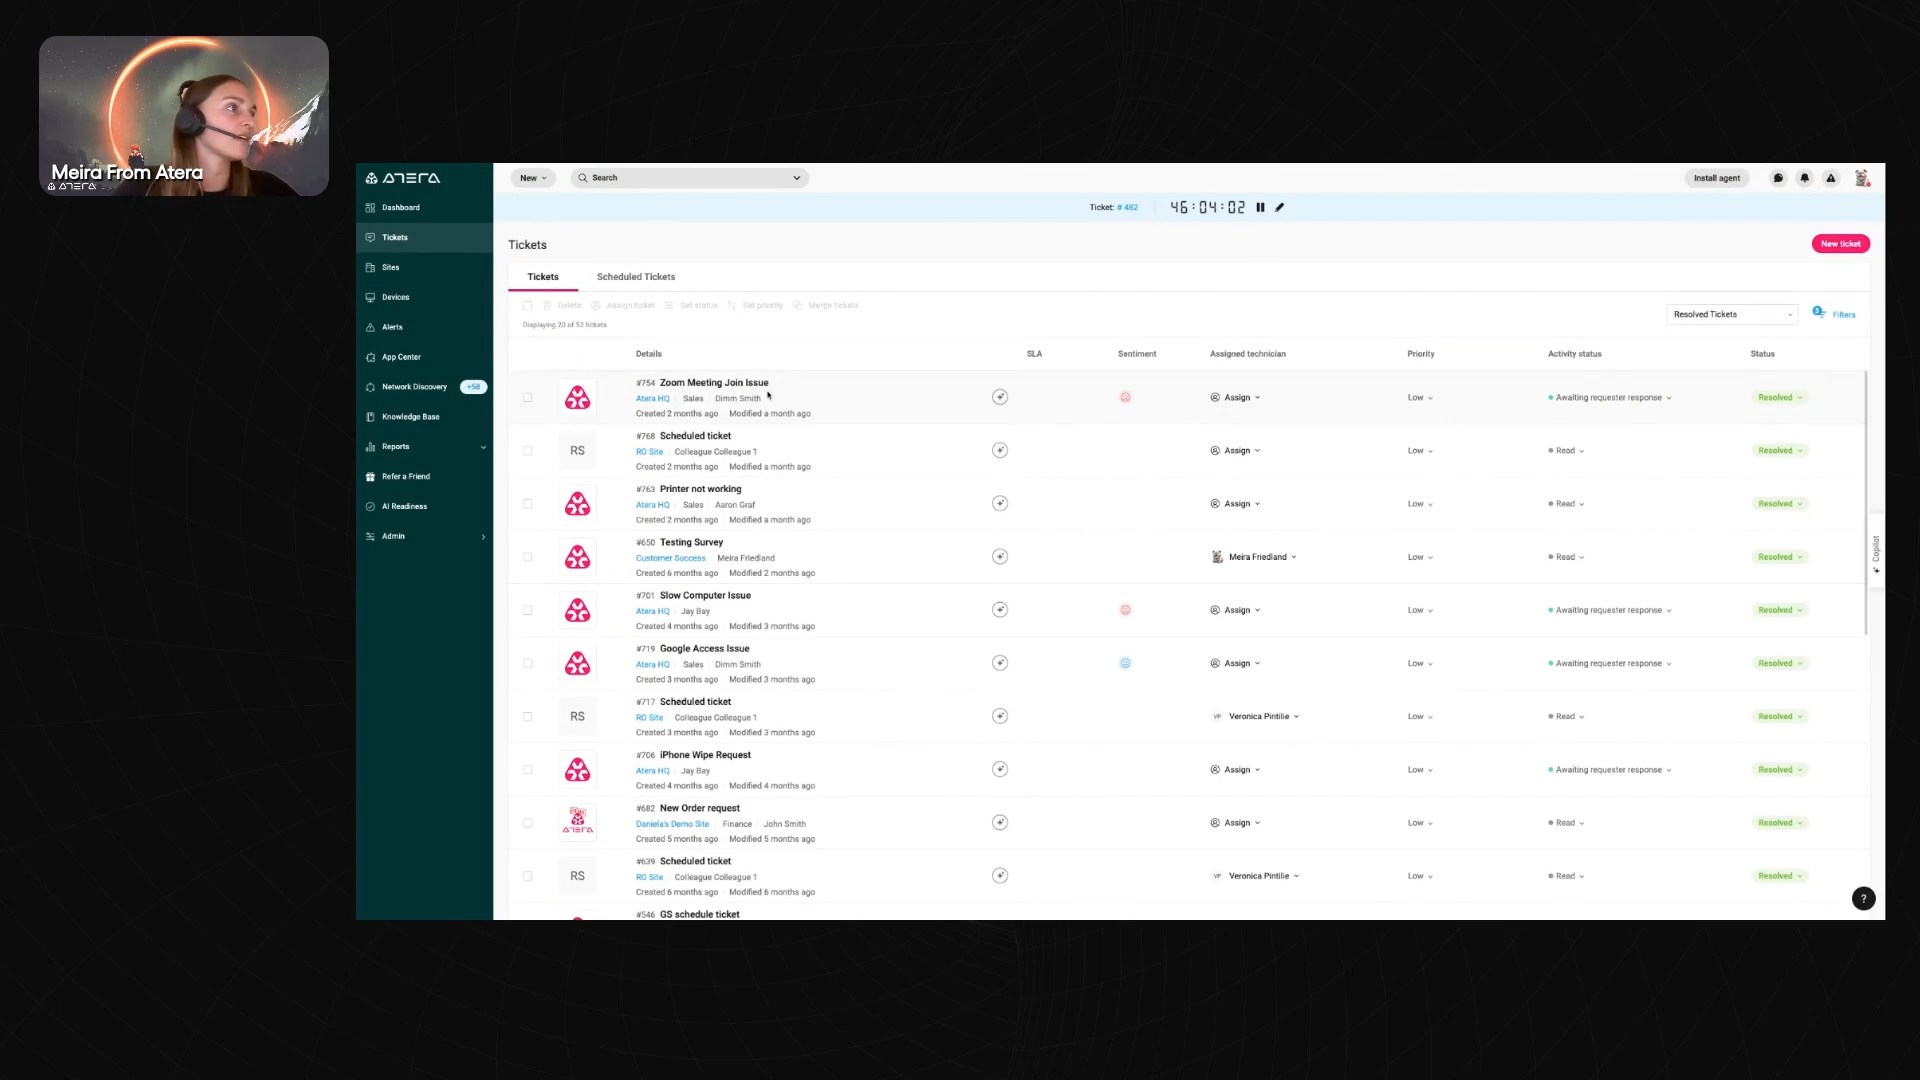 Meira From Atera
ATERA
ATERA
New
Search
Install agent
Ticket: # 482
46:04:02
Dashboard
Tickets
Sites
Devices
Alerts
App Center
Network Discovery +58
Knowledge Base
Reports
Refer a Friend
AI Readiness
Admin
Tickets
New ticket
Tickets
Scheduled Tickets
Delete Assign ticket Set status Set priority Merge tickets
Displaying 20 of 52 tickets
Resolved Tickets
Filters
Details SLA Sentiment Assigned technician Priority Activity status Status
#754 Zoom Meeting Join Issue
Atera HQ Sales Dimm Smith
Created 2 months ago Modified a month ago
Assign Low Awaiting requester response Resolved
RS
#768 Scheduled ticket
RO Site Colleague Colleague 1
Created 2 months ago Modified a month ago
Assign Low Read Resolved
#763 Printer not working
Atera HQ Sales Aaron Graf
Created 2 months ago Modified a month ago
Assign Low Read Resolved
#650 Testing Survey
Customer Success Meira Friedland
Created 6 months ago Modified 2 months ago
Meira Friedland Low Read Resolved
#701 Slow Computer Issue
Atera HQ Jay Bay
Created 4 months ago Modified 3 months ago
Assign Low Awaiting requester response Resolved
#719 Google Access Issue
Atera HQ Sales Dimm Smith
Created 3 months ago Modified 3 months ago
Assign Low Awaiting requester response Resolved
RS
#717 Scheduled ticket
RO Site Colleague Colleague 1
Created 3 months ago Modified 3 months ago
VP Veronica Pintilie Low Read Resolved
#706 iPhone Wipe Request
Atera HQ Jay Bay
Created 4 months ago Modified 4 months ago
Assign Low Awaiting requester response Resolved
ATERA
#682 New Order request
Daniela's Demo Site Finance John Smith
Created 5 months ago Modified 5 months ago
Assign Low Read Resolved
RS
#639 Scheduled ticket
RO Site Colleague Colleague 1
Created 6 months ago Modified 6 months ago
VP Veronica Pintilie Low Read Resolved
#546 GS schedule ticket
Copilot
?